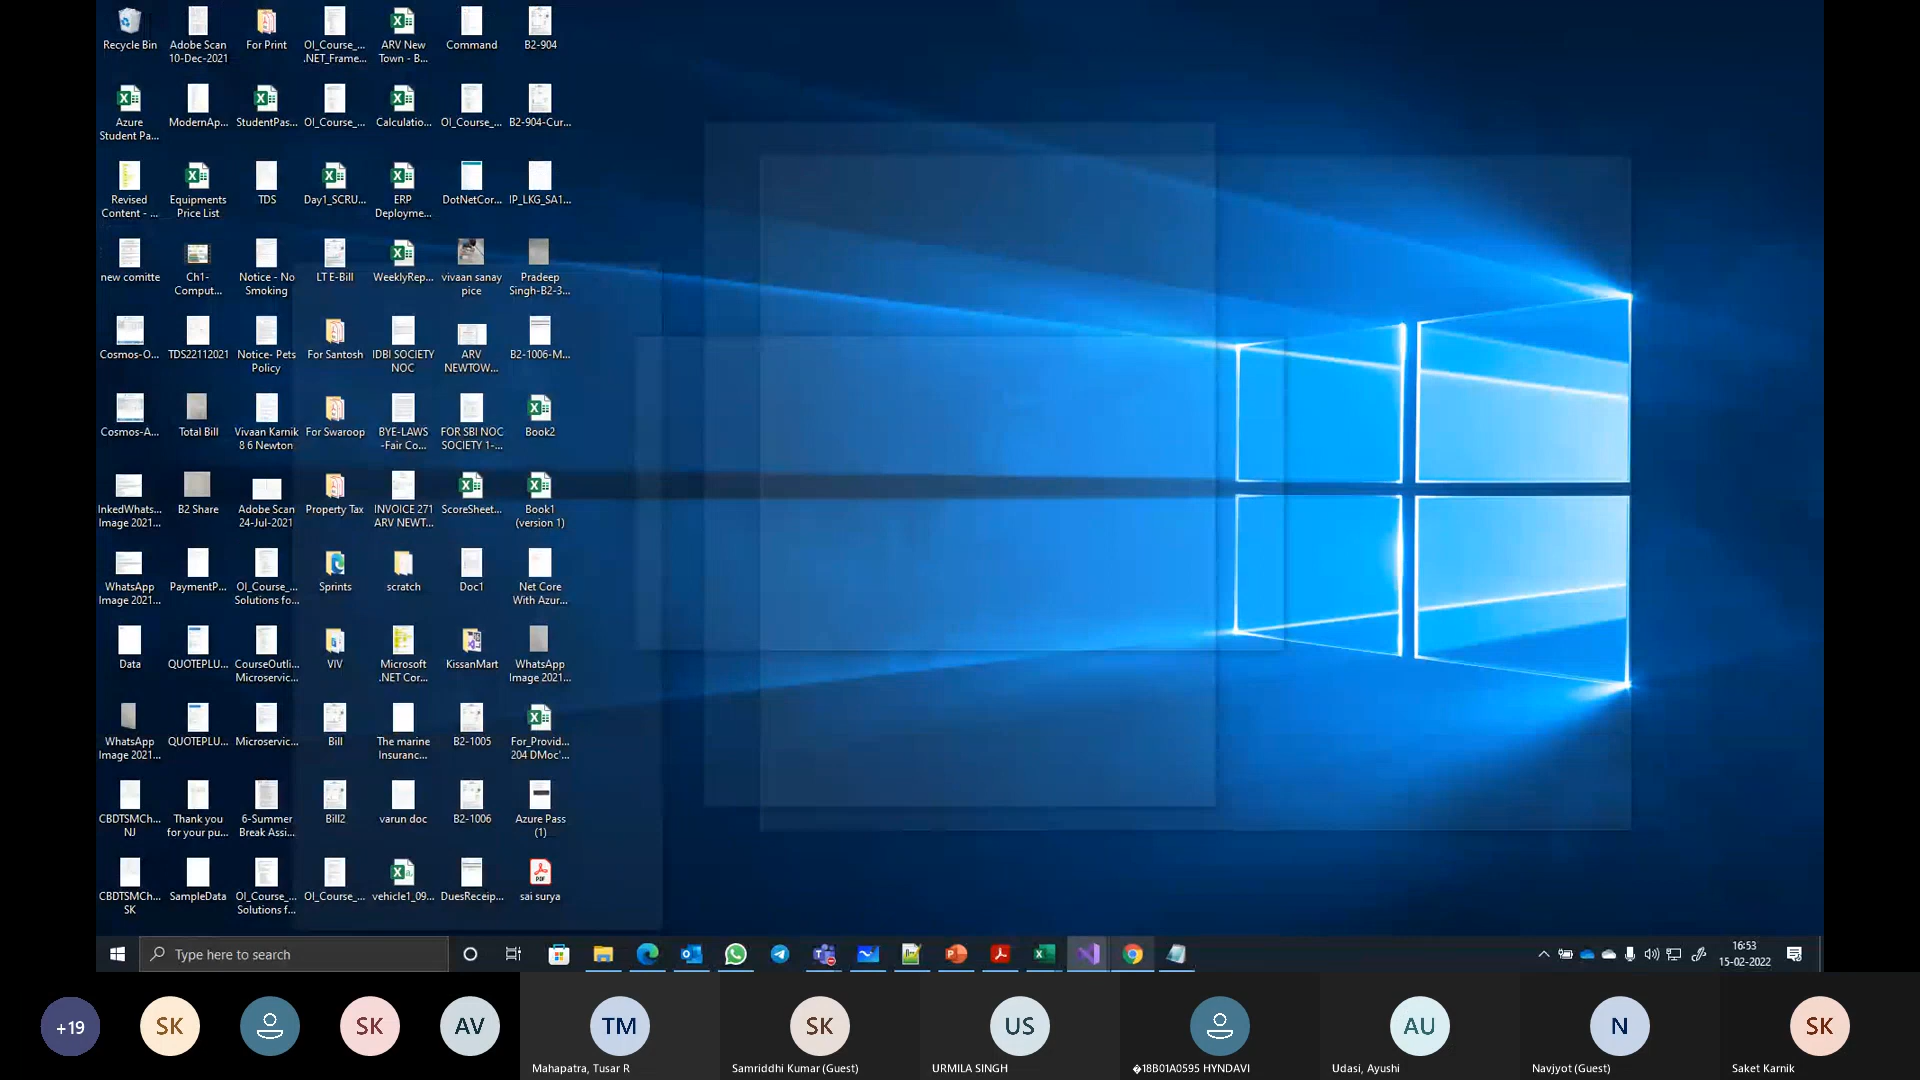 Recycle Bin
Adobe Scan
10-Dec-2021
For Print
OI_Course_...
.NET_Frame...
ARV New
Town - B...
Command
B2-904
Azure
Student Pa...
ModernAp...
StudentPas...
OI_Course_...
Calculatio...
OI_Course_...
B2-904-Cur...
Revised
Content - ...
Equipments
Price List
TDS
Day1_SCRU...
ERP
Deployme...
DotNetCor...
IP_LKG_SA1...
new comitte
Ch1-
Comput...
Notice - No
Smoking
LT E-Bill
WeeklyRep...
vivaan sanay
pice
Pradeep
Singh-B2-3...
Cosmos-O...
TDS22112021
Notice- Pets
Policy
For Santosh
IDBI SOCIETY
NOC
ARV
NEWTOW...
B2-1006-M...
Cosmos-A...
Total Bill
Vivaan Karnik
8 6 Newton
For Swaroop
BYE-LAWS
-Fair Co...
FOR SBI NOC
SOCIETY 1-...
Book2
InkedWhats...
Image 2021...
B2 Share
Adobe Scan
24-Jul-2021
Property Tax
INVOICE 271
ARV NEWT...
ScoreSheet...
Book1
(version 1)
WhatsApp
Image 2021...
PaymentP...
OI_Course_...
Solutions fo...
Sprints
scratch
Doc1
Net Core
With Azur...
Data
QUOTEPLU...
CourseOutli...
Microservic...
VIV
Microsoft
.NET Cor...
KissanMart
WhatsApp
Image 2021...
WhatsApp
Image 2021...
QUOTEPLU...
Microservic...
Bill
The marine
Insuranc...
B2-1005
For_Provid...
204 DMoc'...
CBDTSMCh...
NJ
Thank you
for your pu...
6-Summer
Break Assi...
Bill2
varun doc
B2-1006
Azure Pass
(1)
CBDTSMCh...
SK
SampleData
OI_Course_...
Solutions f...
OI_Course_...
vehicle1_09...
DuesReceip...
sai surya
Type here to search
16:53
15-02-2022
+19
SK
SK
AV
TM
SK
US
AU
N
SK
Mahapatra, Tusar R
Samriddhi Kumar (Guest)
URMILA SINGH
�18B01A0595 HYNDAVI
Udasi, Ayushi
Navjyot (Guest)
Saket Karnik